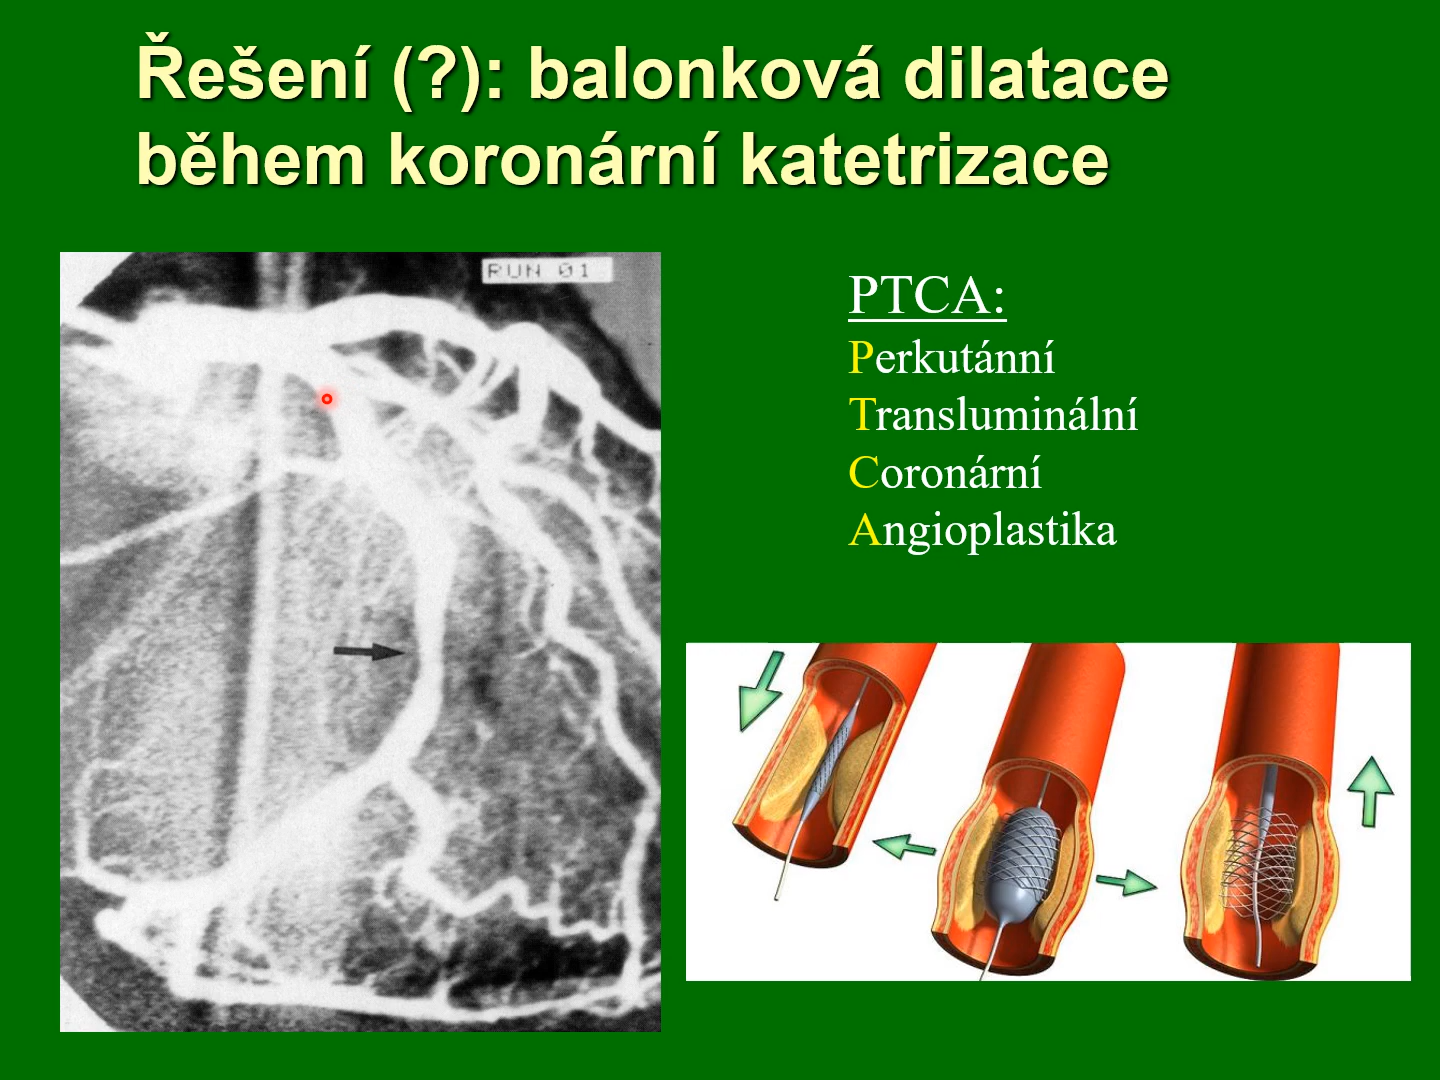 Řešení (?): balonková dilatace
během koronární katetrizace
RUN 01
PTCA:
Perkutánní
Transluminální
Coronární
Angioplastika